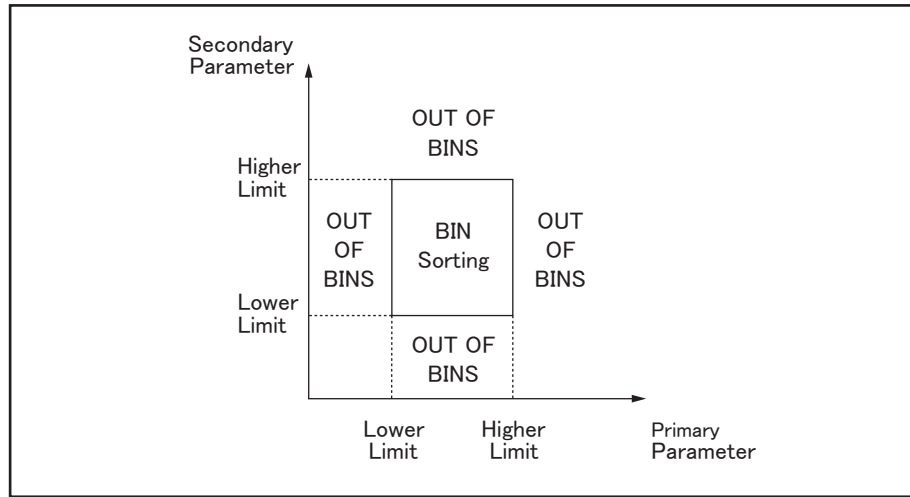 Secondary
Parameter
OUT OF
BINS
Higher
Limit
OUT
OF
BINS
BIN
Sorting
OUT
OF
BINS
Lower
Limit
OUT OF
BINS
Lower
Limit
Higher
Limit
Primary
Parameter